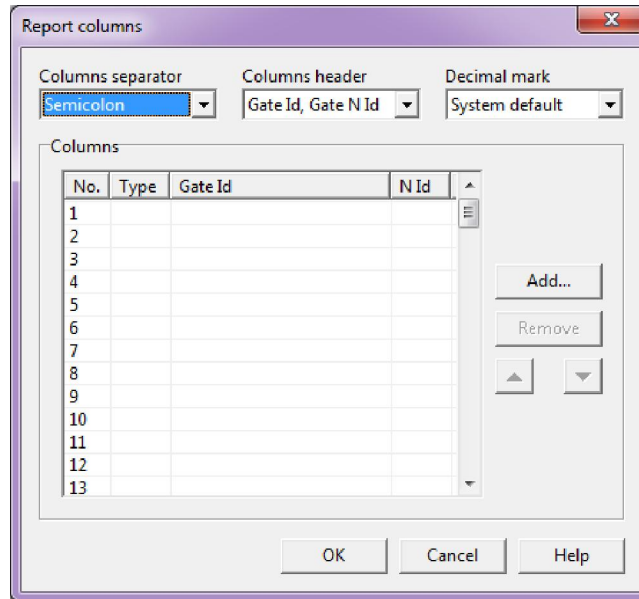 Report columns
Columns separator Columns header Decimal mark
Semicolon Gate Id, Gate N Id System default
Columns
No. Type Gate Id N Id
1
2
3
4
5
6
7
8
9
10
11
12
13
Add...
Remove
OK Cancel Help